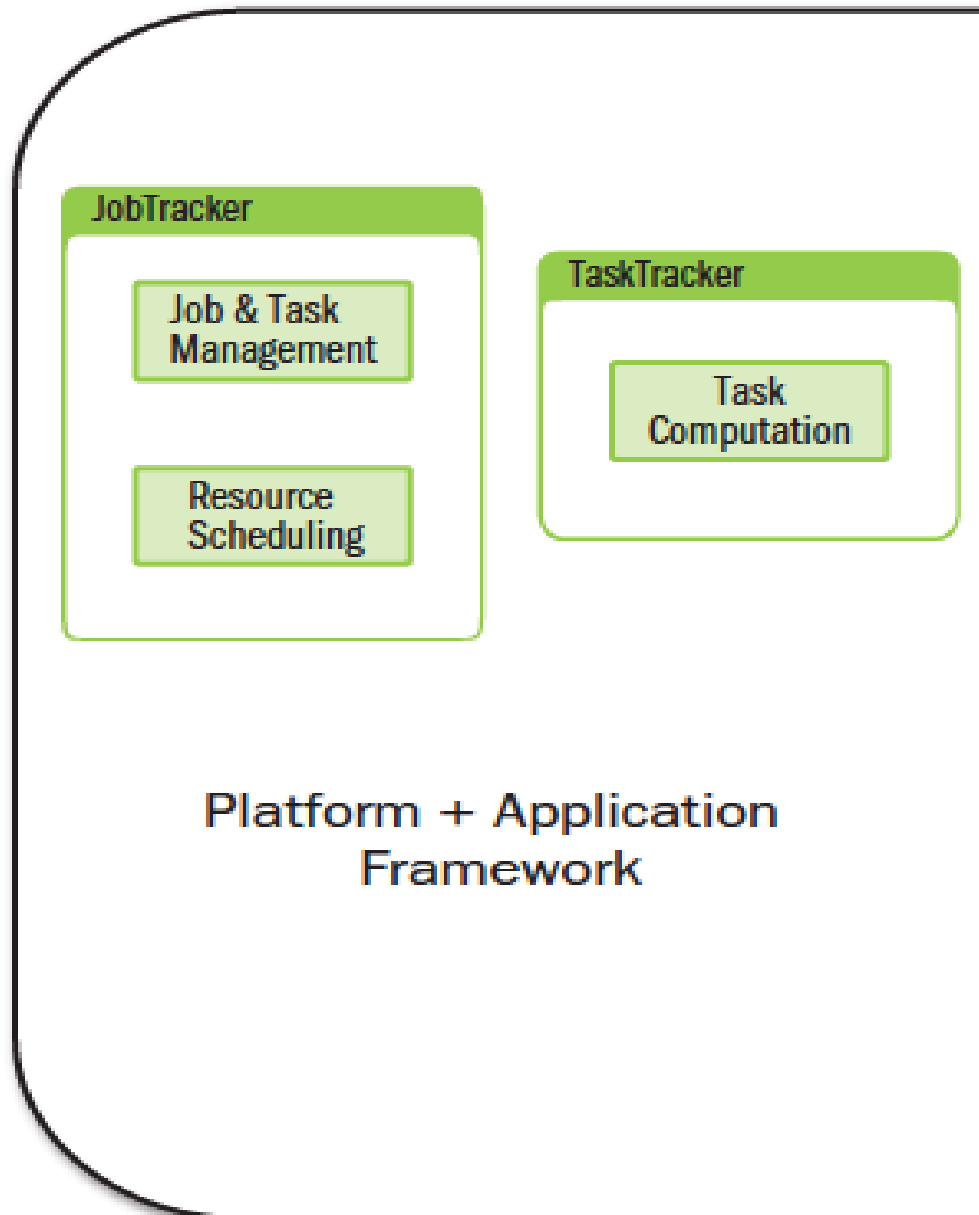 JobTracker
Job & Task
Management
Resource
Scheduling
TaskTracker
Task
Computation
Platform + Application
Framework